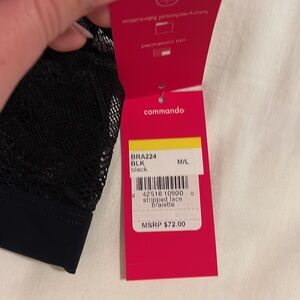 commando
BRA224
BLK M/L
black
42518 10900
stripped lace
bralette
MSRP $72.00